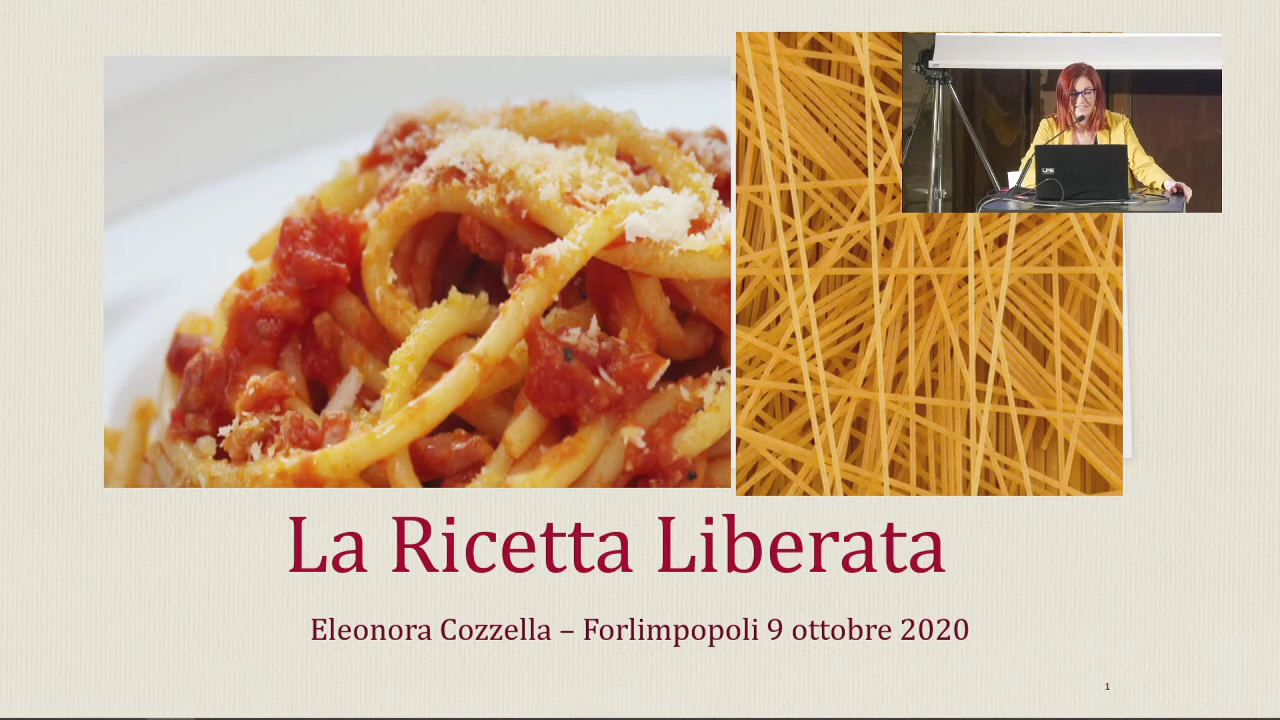 La Ricetta Liberata
Eleonora Cozzella – Forlimpopoli 9 ottobre 2020
1